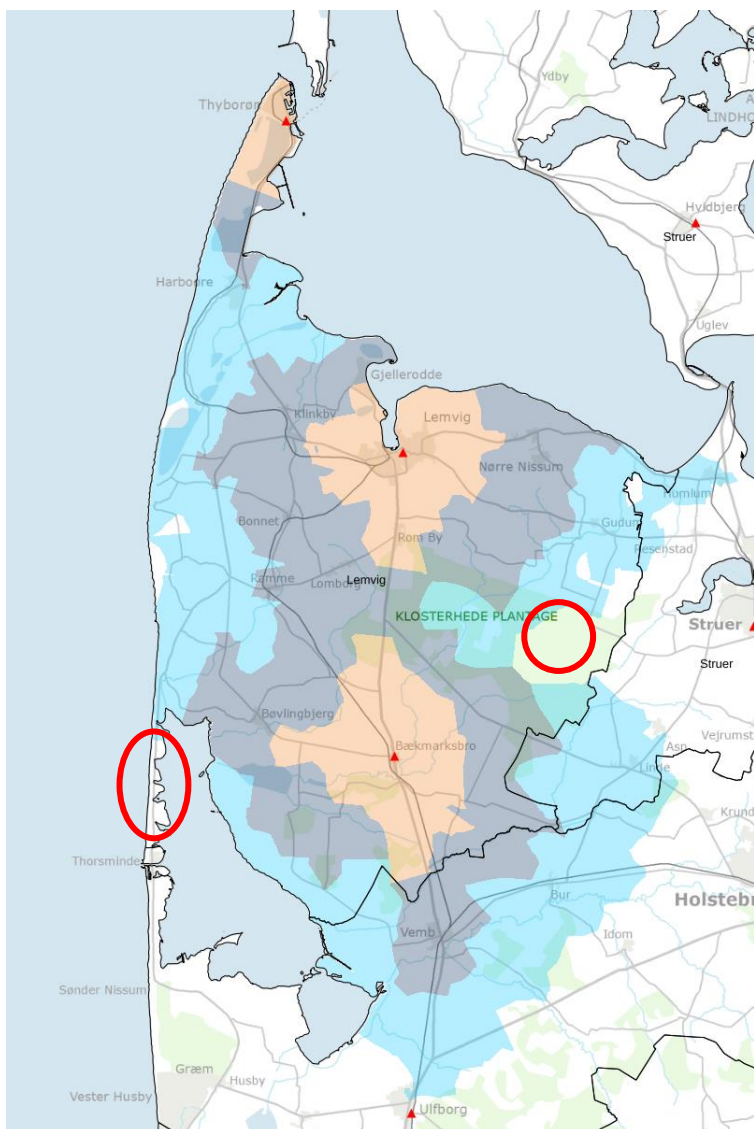 Ydby
Thyborøn
LINDHO
Hvidbjerg
Struer
Harboøre
Uglev
Gjellerodde
Klinkby
Lemvig
Nørre Nissum
Humlum
Bonnet
Gudum
Rom By
Resenstad
Ramme
Lomborg
Lemvig
KLOSTERHEDE PLANTAGE
Struer
Struer
Bøvlingbjerg
Bækmarksbro
Vejrumst
Asp
Linde
Krund
Thorsminde
Bur
Holstebr
Vemb
Idom
Sønder Nissum
Græm
Husby
Vester Husby
Ulfborg